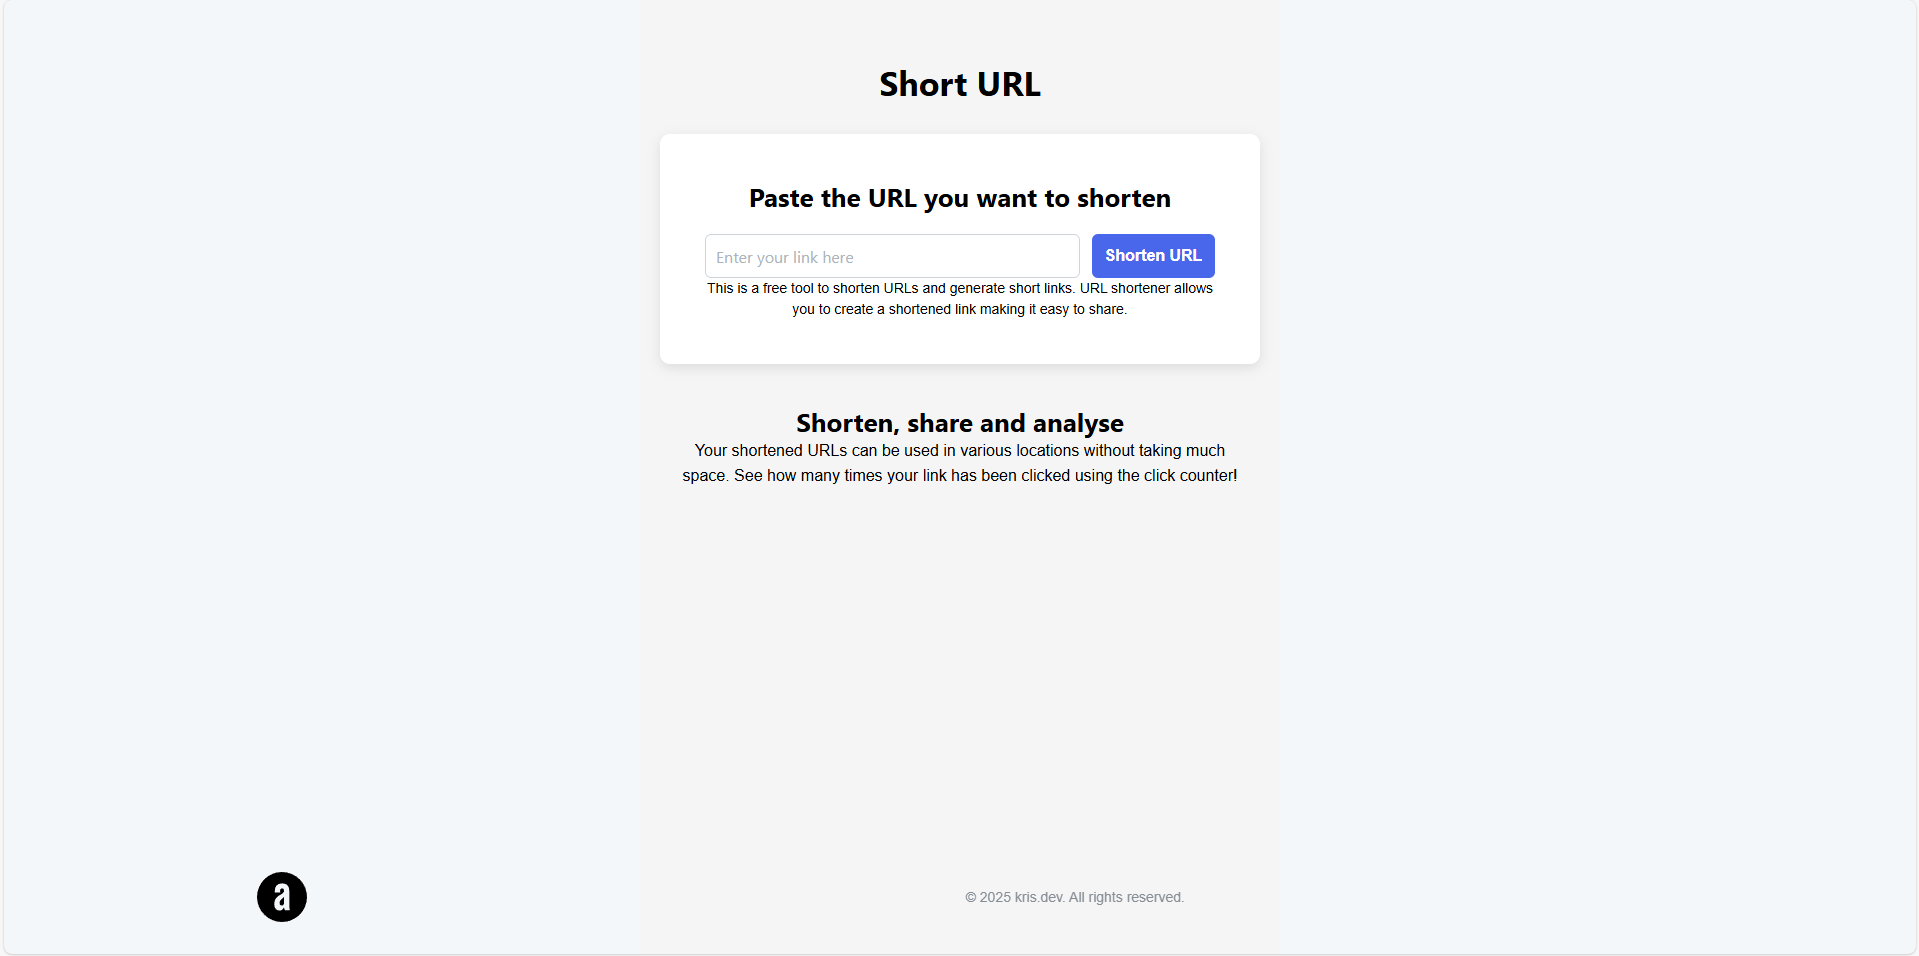 Short URL
Paste the URL you want to shorten
Enter your link here
Shorten URL
This is a free tool to shorten URLs and generate short links. URL shortener allows
you to create a shortened link making it easy to share.
Shorten, share and analyse
Your shortened URLs can be used in various locations without taking much
space. See how many times your link has been clicked using the click counter!
a
© 2025 kris.dev. All rights reserved.